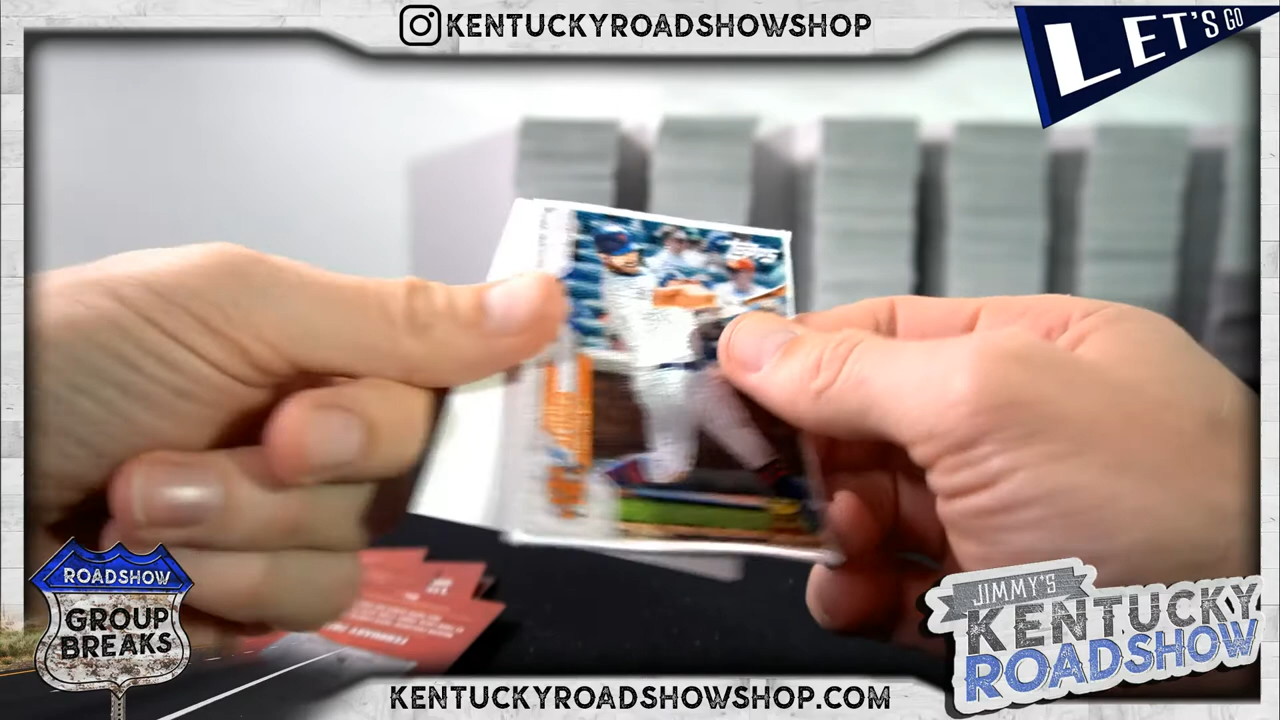 KENTUCKYROADSHOWSHOP
LET'S GO
ROADSHOW
GROUP
BREAKS
JIMMY'S
KENTUCKY
ROADSHOW
KENTUCKYROADSHOWSHOP.COM